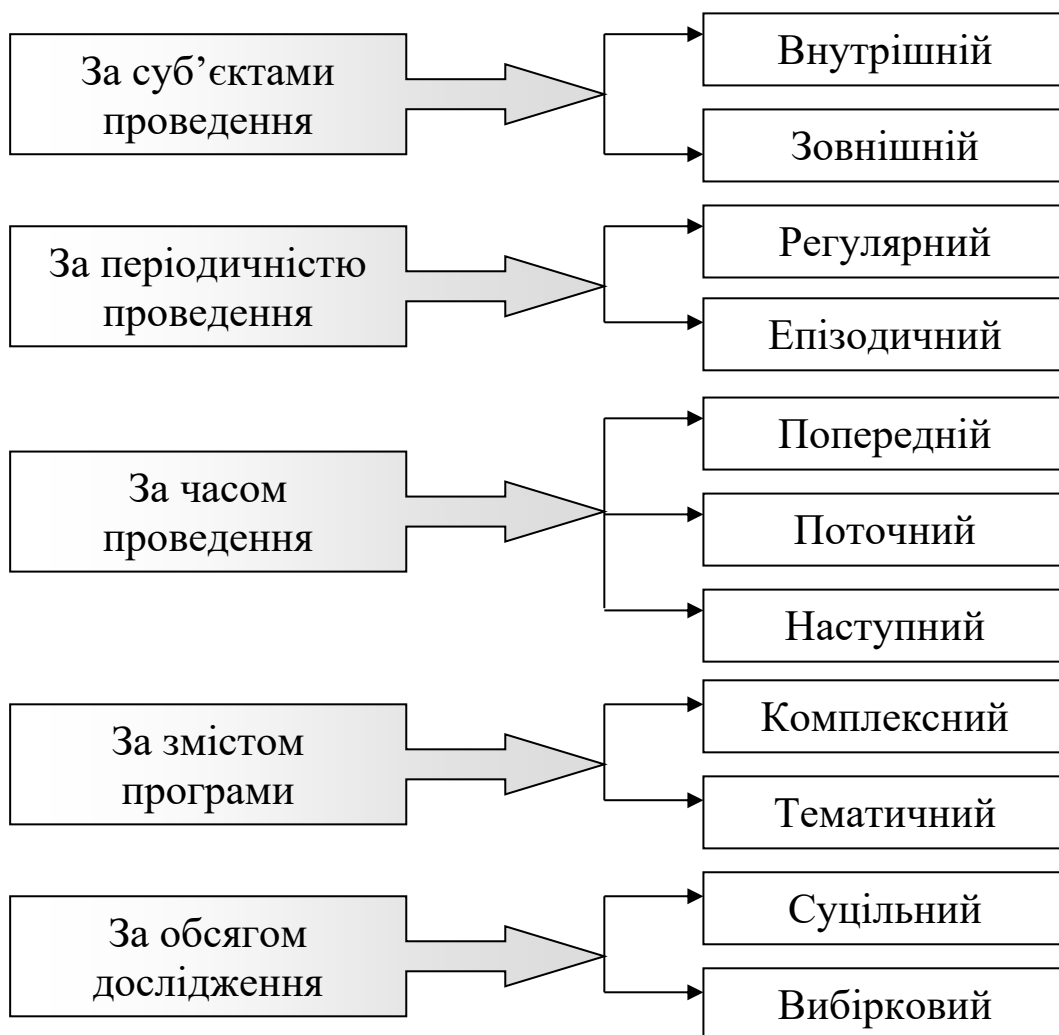 За суб’єктами
проведення
Внутрішній
Зовнішній
За періодичністю
проведення
Регулярний
Епізодичний
За часом
проведення
Попередній
Поточний
Наступний
За змістом
програми
Комплексний
Тематичний
За обсягом
дослідження
Суцільний
Вибірковий